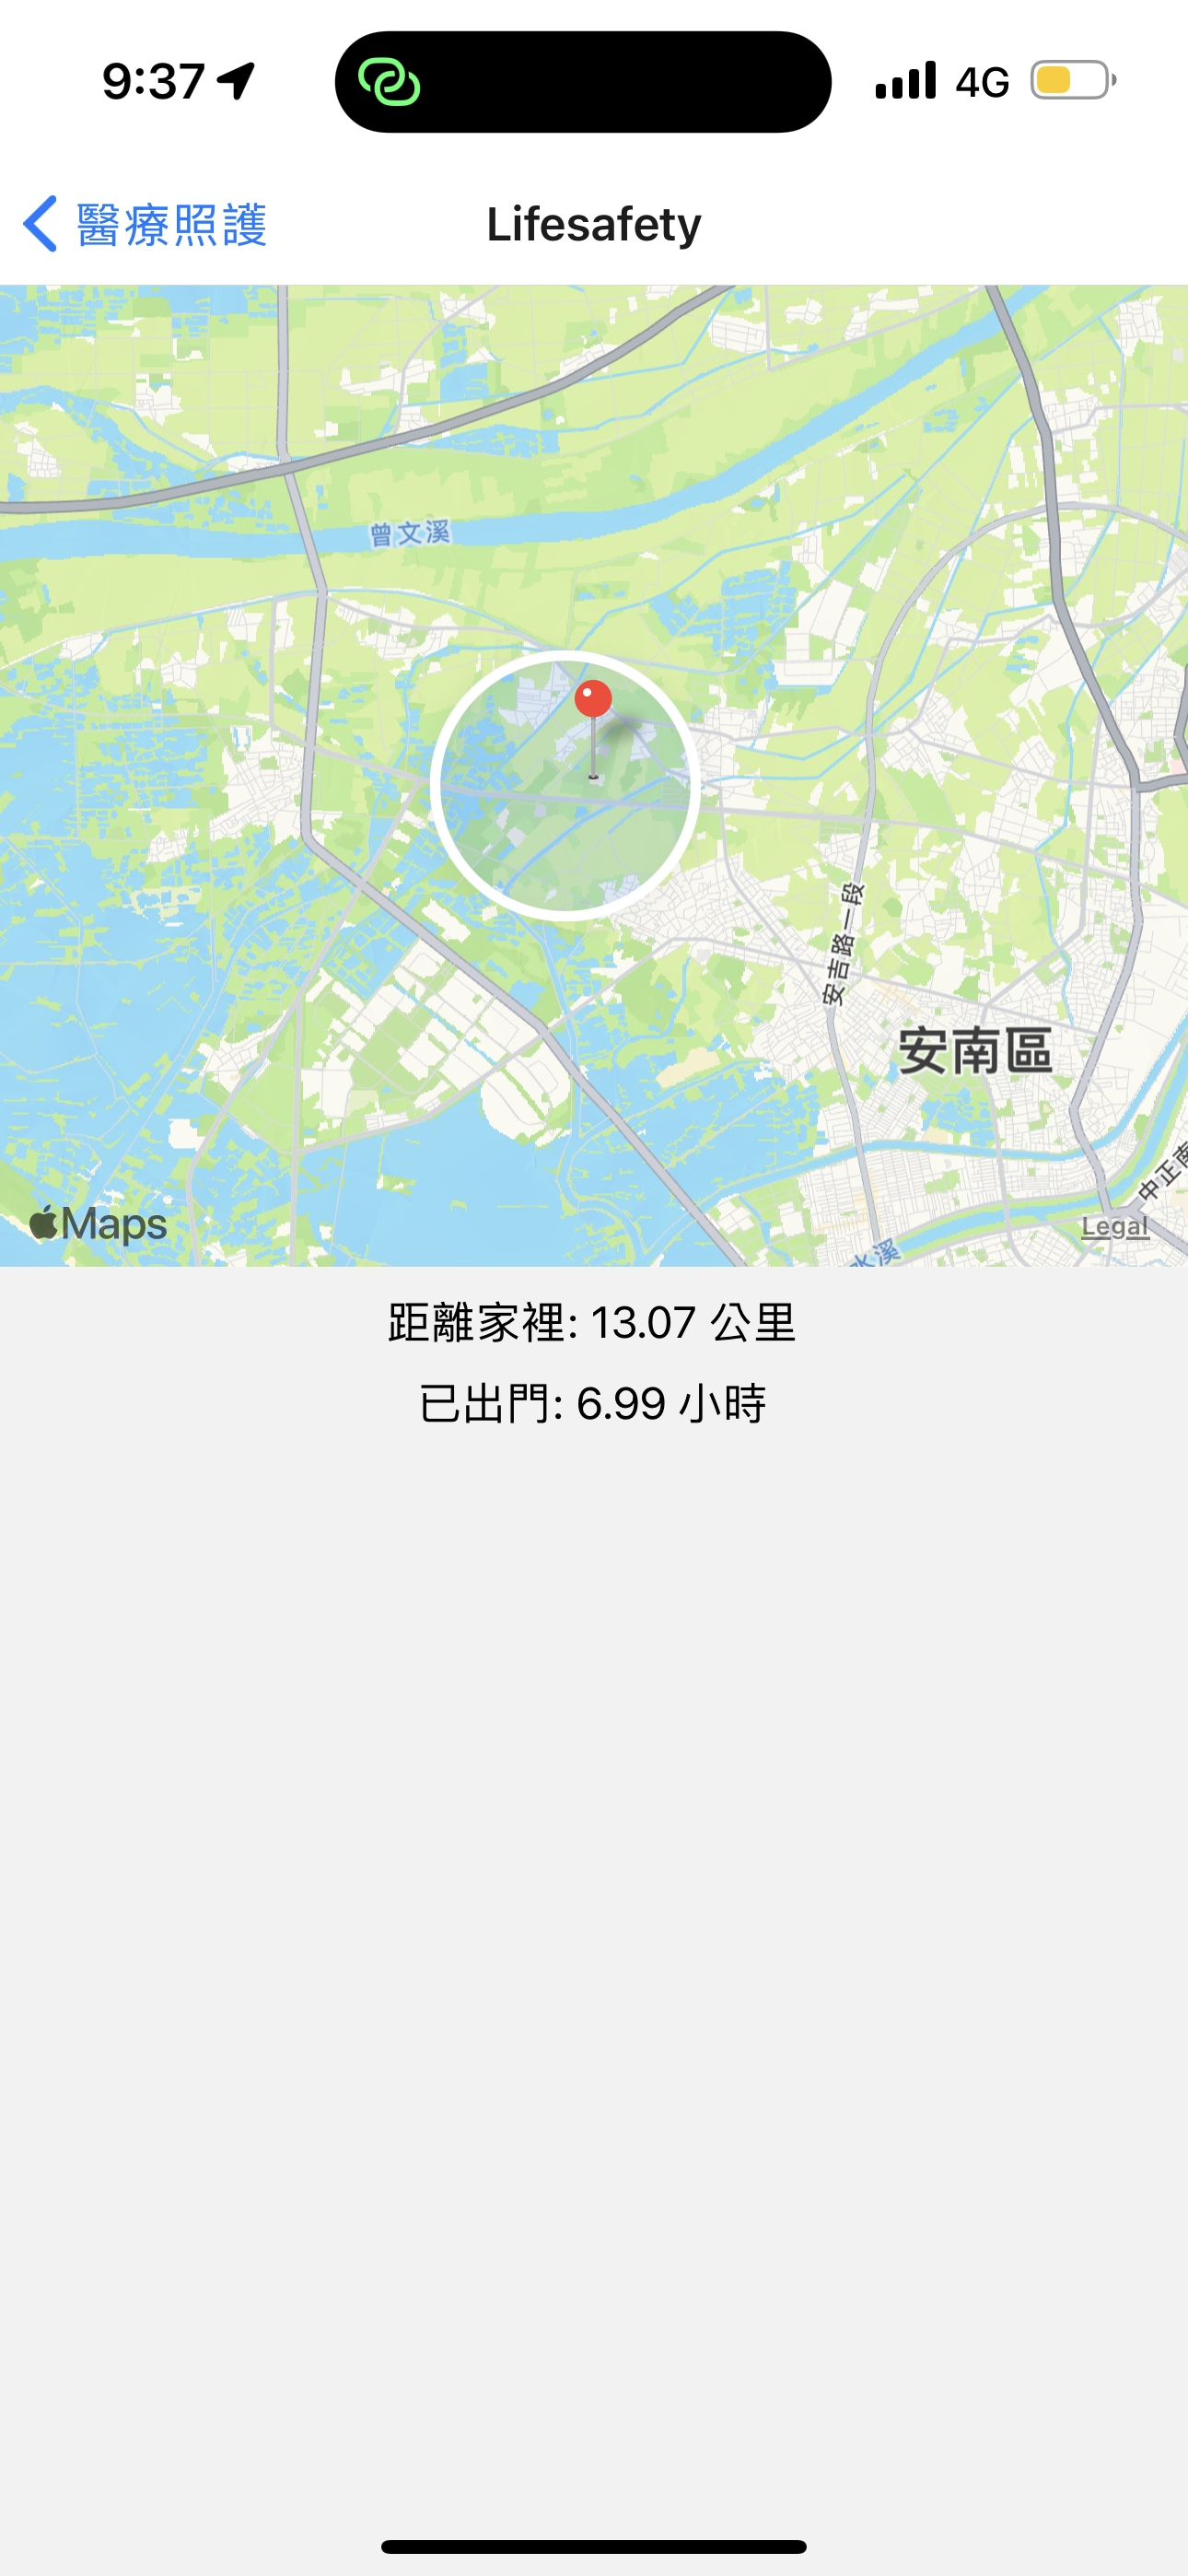 9:37
4G
醫療照護
Lifesafety
曾文溪
安吉路一段
安南區
中正南
水溪
Maps
Legal
距離家裡: 13.07 公里
已出門: 6.99 小時